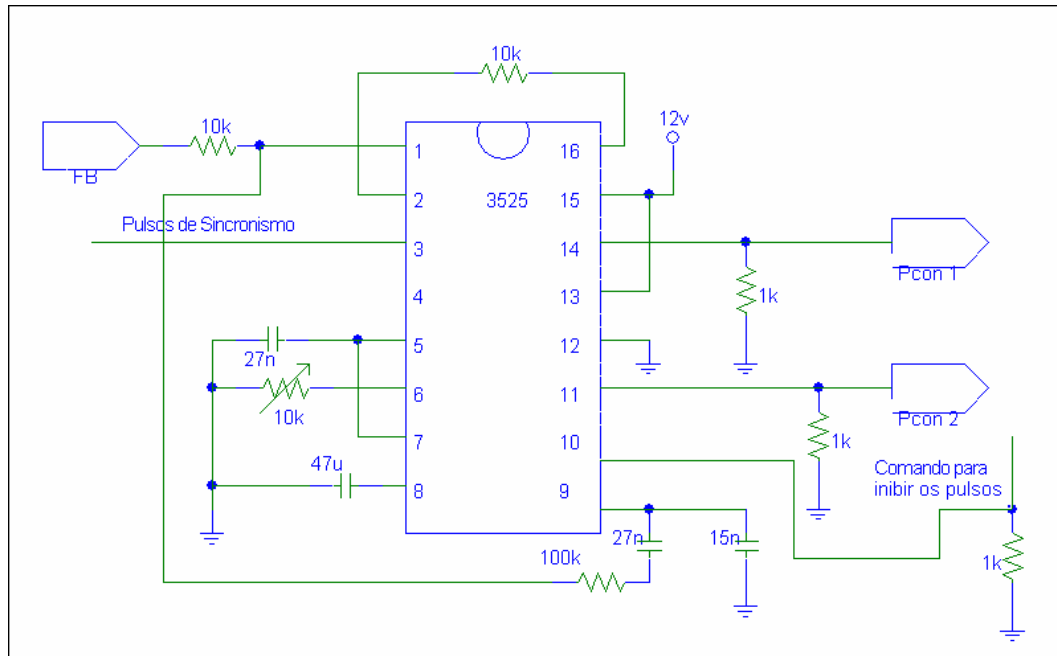 10k
10k
12v
FB
1
16
2
3525
15
Pulsos de Sincronismo
3
14
Pcon 1
4
13
1k
27n
5
12
10k
6
11
Pcon 2
7
10
1k
47u
8
9
Comando para
inibir os pulsos
27n
15n
100k
1k